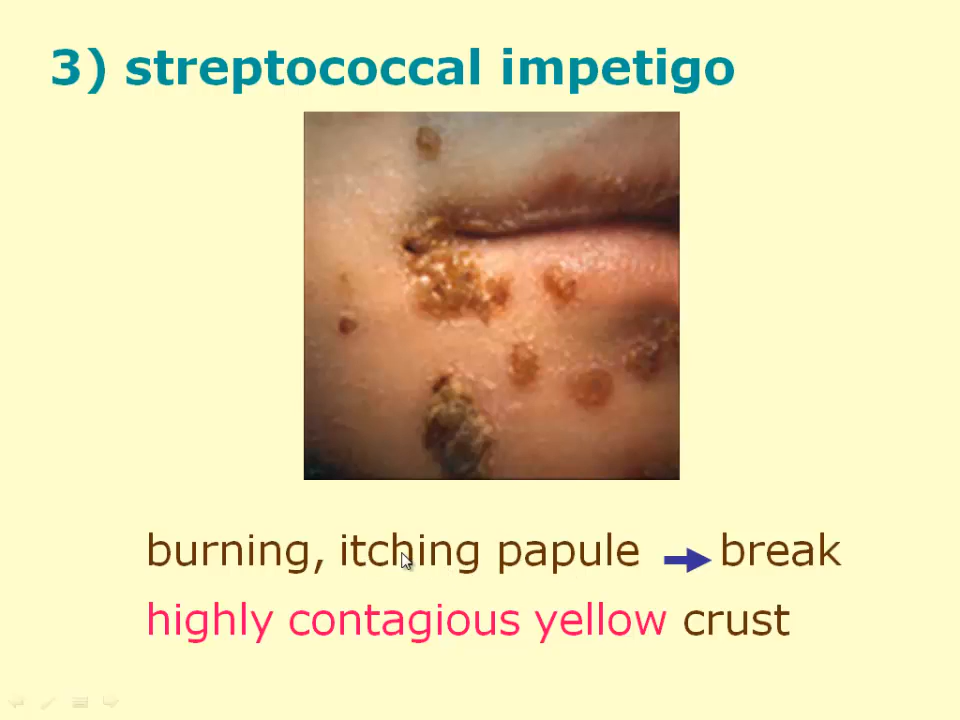 3) streptococcal impetigo
burning, itching papule → break
highly contagious yellow crust